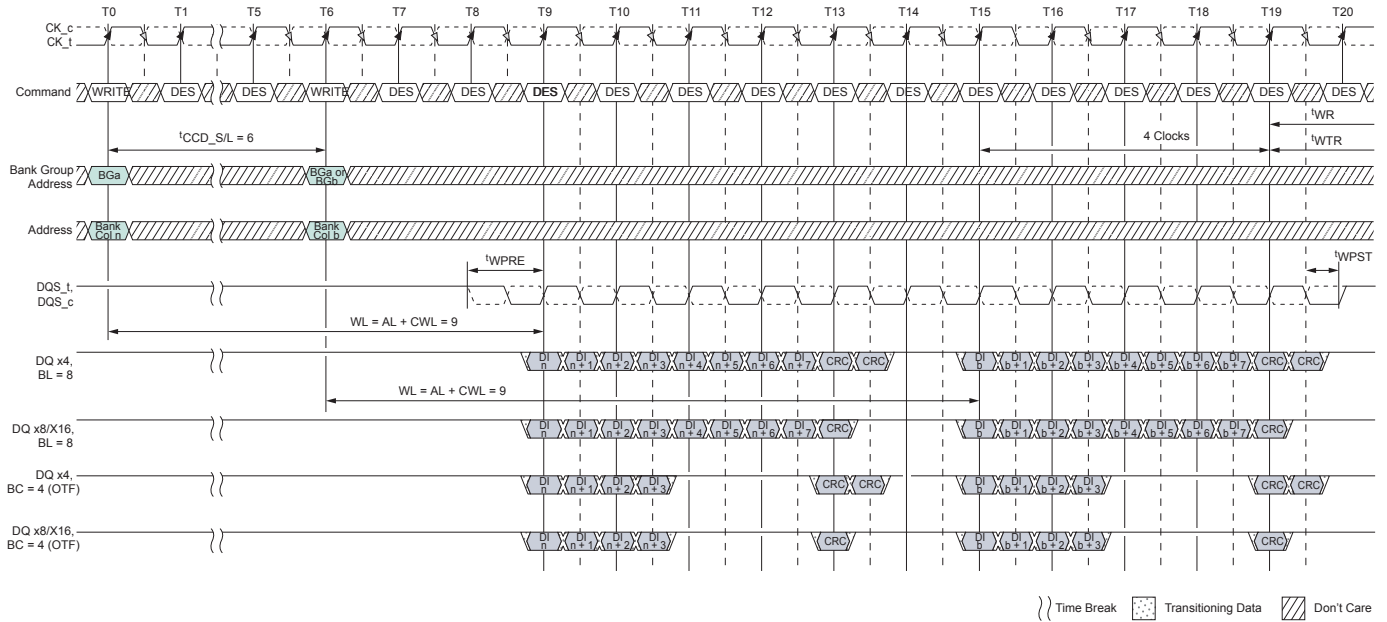 T0 T1 T5 T6 T7 T8 T9 T10 T11 T12 T13 T14 T15 T16 T17 T18 T19 T20
CK_c
CK_t
Command WRITE DES DES WRITE DES DES DES DES DES DES DES DES DES DES DES DES DES DES
tWR
tCCD_S/L = 6
4 Clocks
tWTR
Bank Group
Address
BGa
BGa or
BGb
Address
Bank
Col n
Bank
Col b
tWPRE
tWPST
DQS_t,
DQS_c
WL = AL + CWL = 9
DQ x4,
BL = 8
DI
n
DI
n + 1
DI
n + 2
DI
n + 3
DI
n + 4
DI
n + 5
DI
n + 6
DI
n + 7
CRC CRC
DI
b
DI
b + 1
DI
b + 2
DI
b + 3
DI
b + 4
DI
b + 5
DI
b + 6
DI
b + 7
CRC CRC
WL = AL + CWL = 9
DQ x8/X16,
BL = 8
DI
n
DI
n + 1
DI
n + 2
DI
n + 3
DI
n + 4
DI
n + 5
DI
n + 6
DI
n + 7
CRC
DI
b
DI
b + 1
DI
b + 2
DI
b + 3
DI
b + 4
DI
b + 5
DI
b + 6
DI
b + 7
CRC
DQ x4,
BC = 4 (OTF)
DI
n
DI
n + 1
DI
n + 2
DI
n + 3
CRC CRC
DI
b
DI
b + 1
DI
b + 2
DI
b + 3
CRC CRC
DQ x8/X16,
BC = 4 (OTF)
DI
n
DI
n + 1
DI
n + 2
DI
n + 3
CRC
DI
b
DI
b + 1
DI
b + 2
DI
b + 3
CRC
Time Break Transitioning Data Don't Care